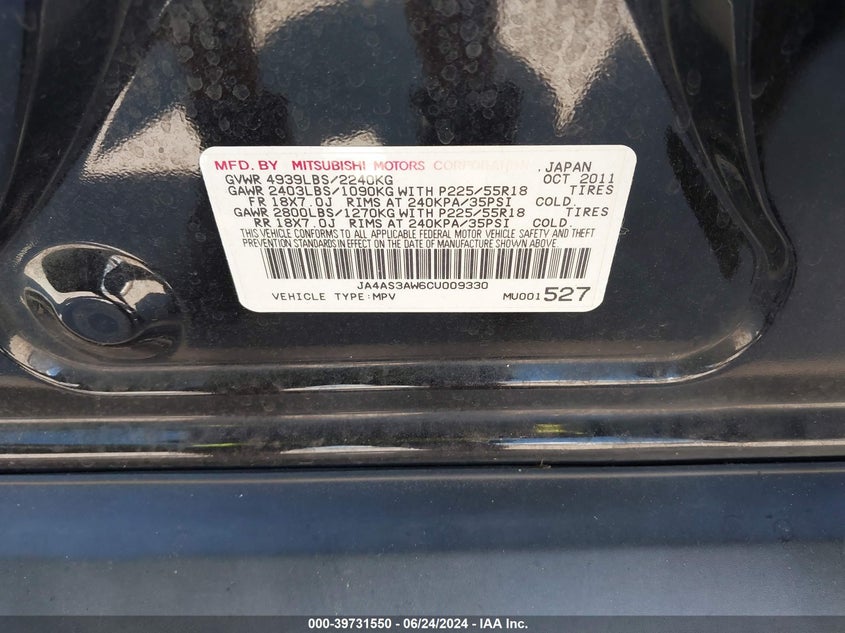 MFD. BY MITSUBISHI MOTORS CORPORATION, JAPAN
GVWR 4939LBS/2240KG OCT 2011
GAWR 2403LBS/1090KG WITH P225/55R18 TIRES
FR 18X7.0J RIMS AT 240KPA/35PSI COLD.
GAWR 2800LBS/1270KG WITH P225/55R18 TIRES
RR 18X7.0J RIMS AT 240KPA/35PSI COLD.
THIS VEHICLE CONFORMS TO ALL APPLICABLE FEDERAL MOTOR VEHICLE SAFETY AND THEFT
PREVENTION STANDARDS IN EFFECT ON THE DATE OF MANUFACTURE SHOWN ABOVE.
JA4AS3AW6CU009330
VEHICLE TYPE:MPV MU001527
000-39731550 - 06/24/2024 - IAA Inc.